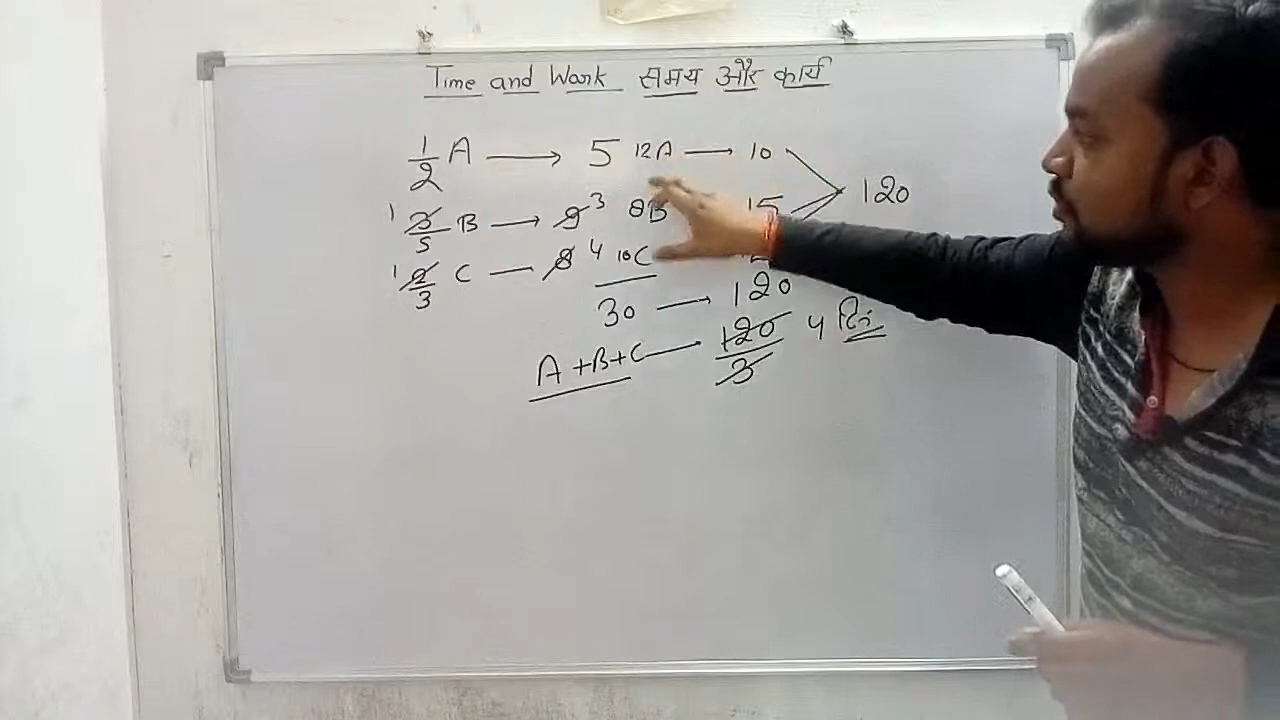 Time and Work समय और कार्य
1/2 A → 5 12A → 10 120
1 3/5 B → 9 3 8B 15
1 2/3 C — 8 4 10C
30 → 120
A+B+C → 120/3 4 दिन